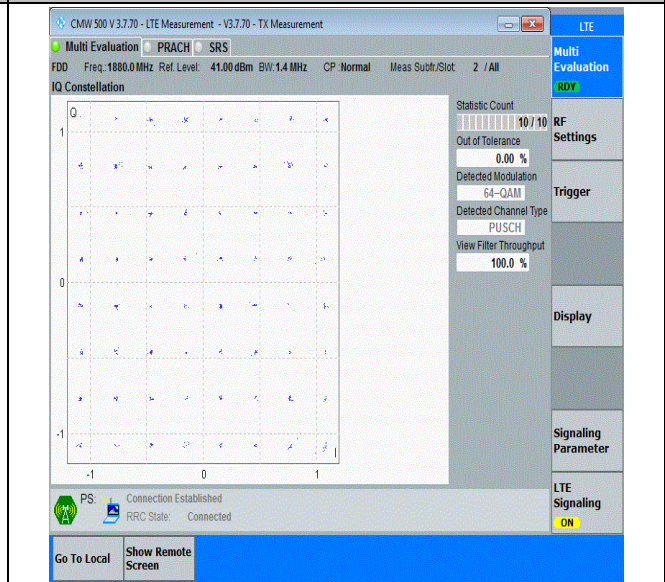 CMW 500 V 3.7.70 - LTE Measurement - V3.7.70 - TX Measurement
LTE
Multi Evaluation PRACH SRS
FDD Freq.:1880.0 MHz Ref. Level: 41.00 dBm BW:1.4 MHz CP :Normal Meas Subfr./Slot: 2 / All
IQ Constellation
Multi
Evaluation
RDY
Q
1
0
-1
-1 0 1
I
Statistic Count
10 / 10
Out of Tolerance
0.00 %
Detected Modulation
64-QAM
Detected Channel Type
PUSCH
View Filter Throughput
100.0 %
RF
Settings
Trigger
Display
Signaling
Parameter
LTE
Signaling
ON
PS: Connection Established
RRC State: Connected
Go To Local
Show Remote
Screen